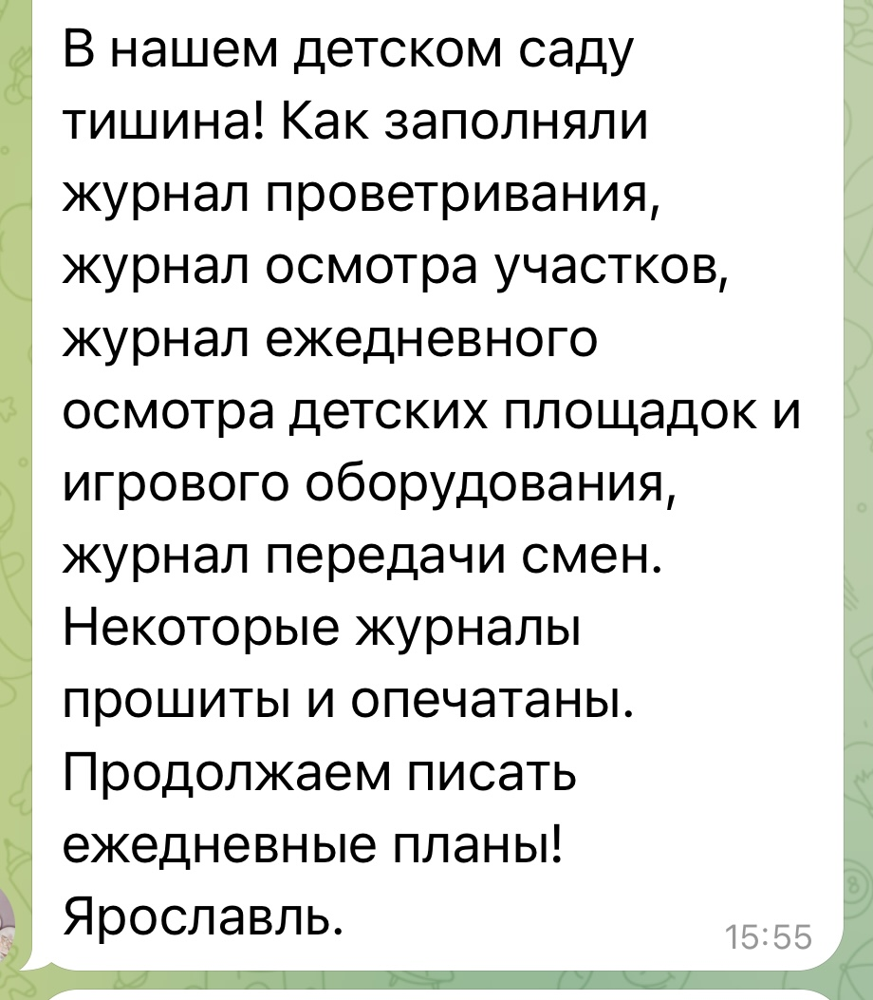 В нашем детском саду
тишина! Как заполняли
журнал проветривания,
журнал осмотра участков,
журнал ежедневного
осмотра детских площадок и
игрового оборудования,
журнал передачи смен.
Некоторые журналы
прошиты и опечатаны.
Продолжаем писать
ежедневные планы!
Ярославль.
15:55